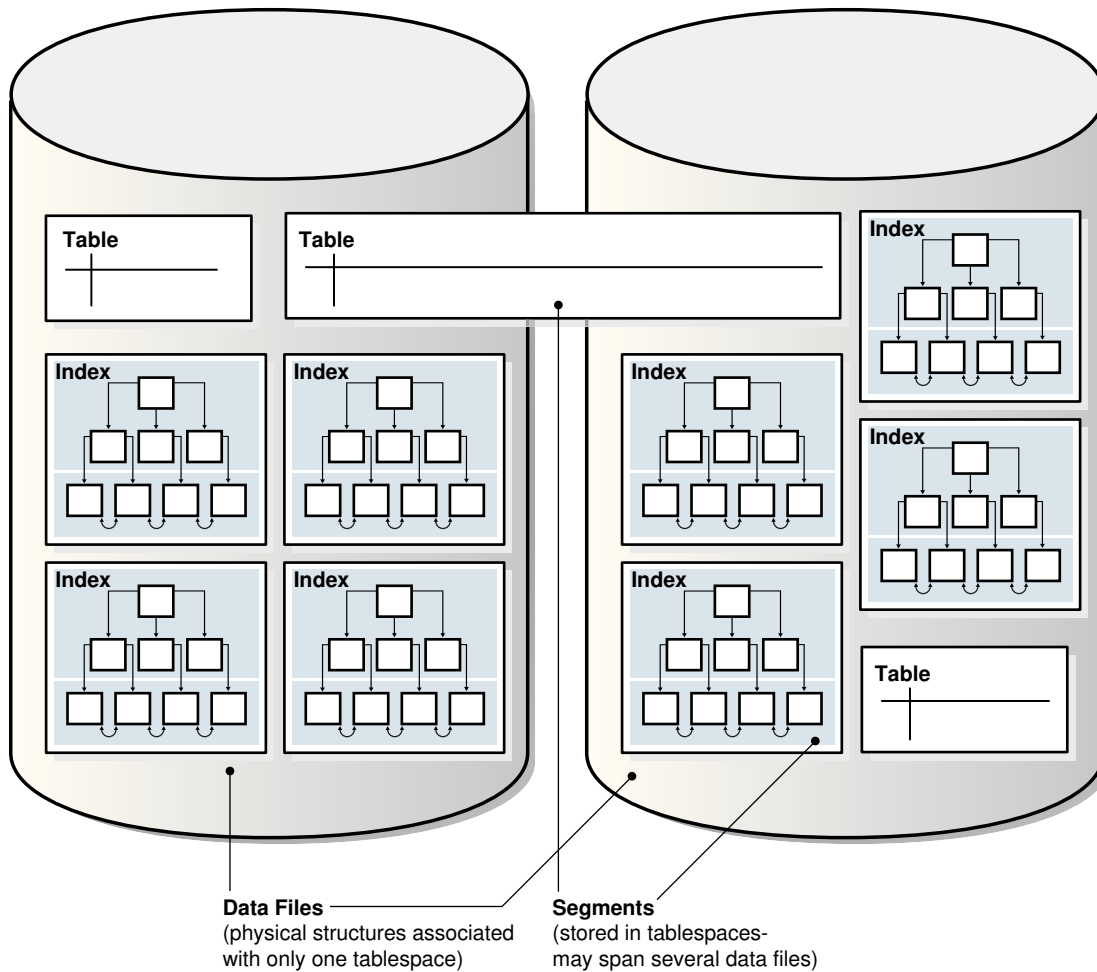 Table
Table
Index
Index
Index
Index
Index
Index
Index
Index
Table
Data Files
(physical structures associated
with only one tablespace)
Segments
(stored in tablespaces-
may span several data files)